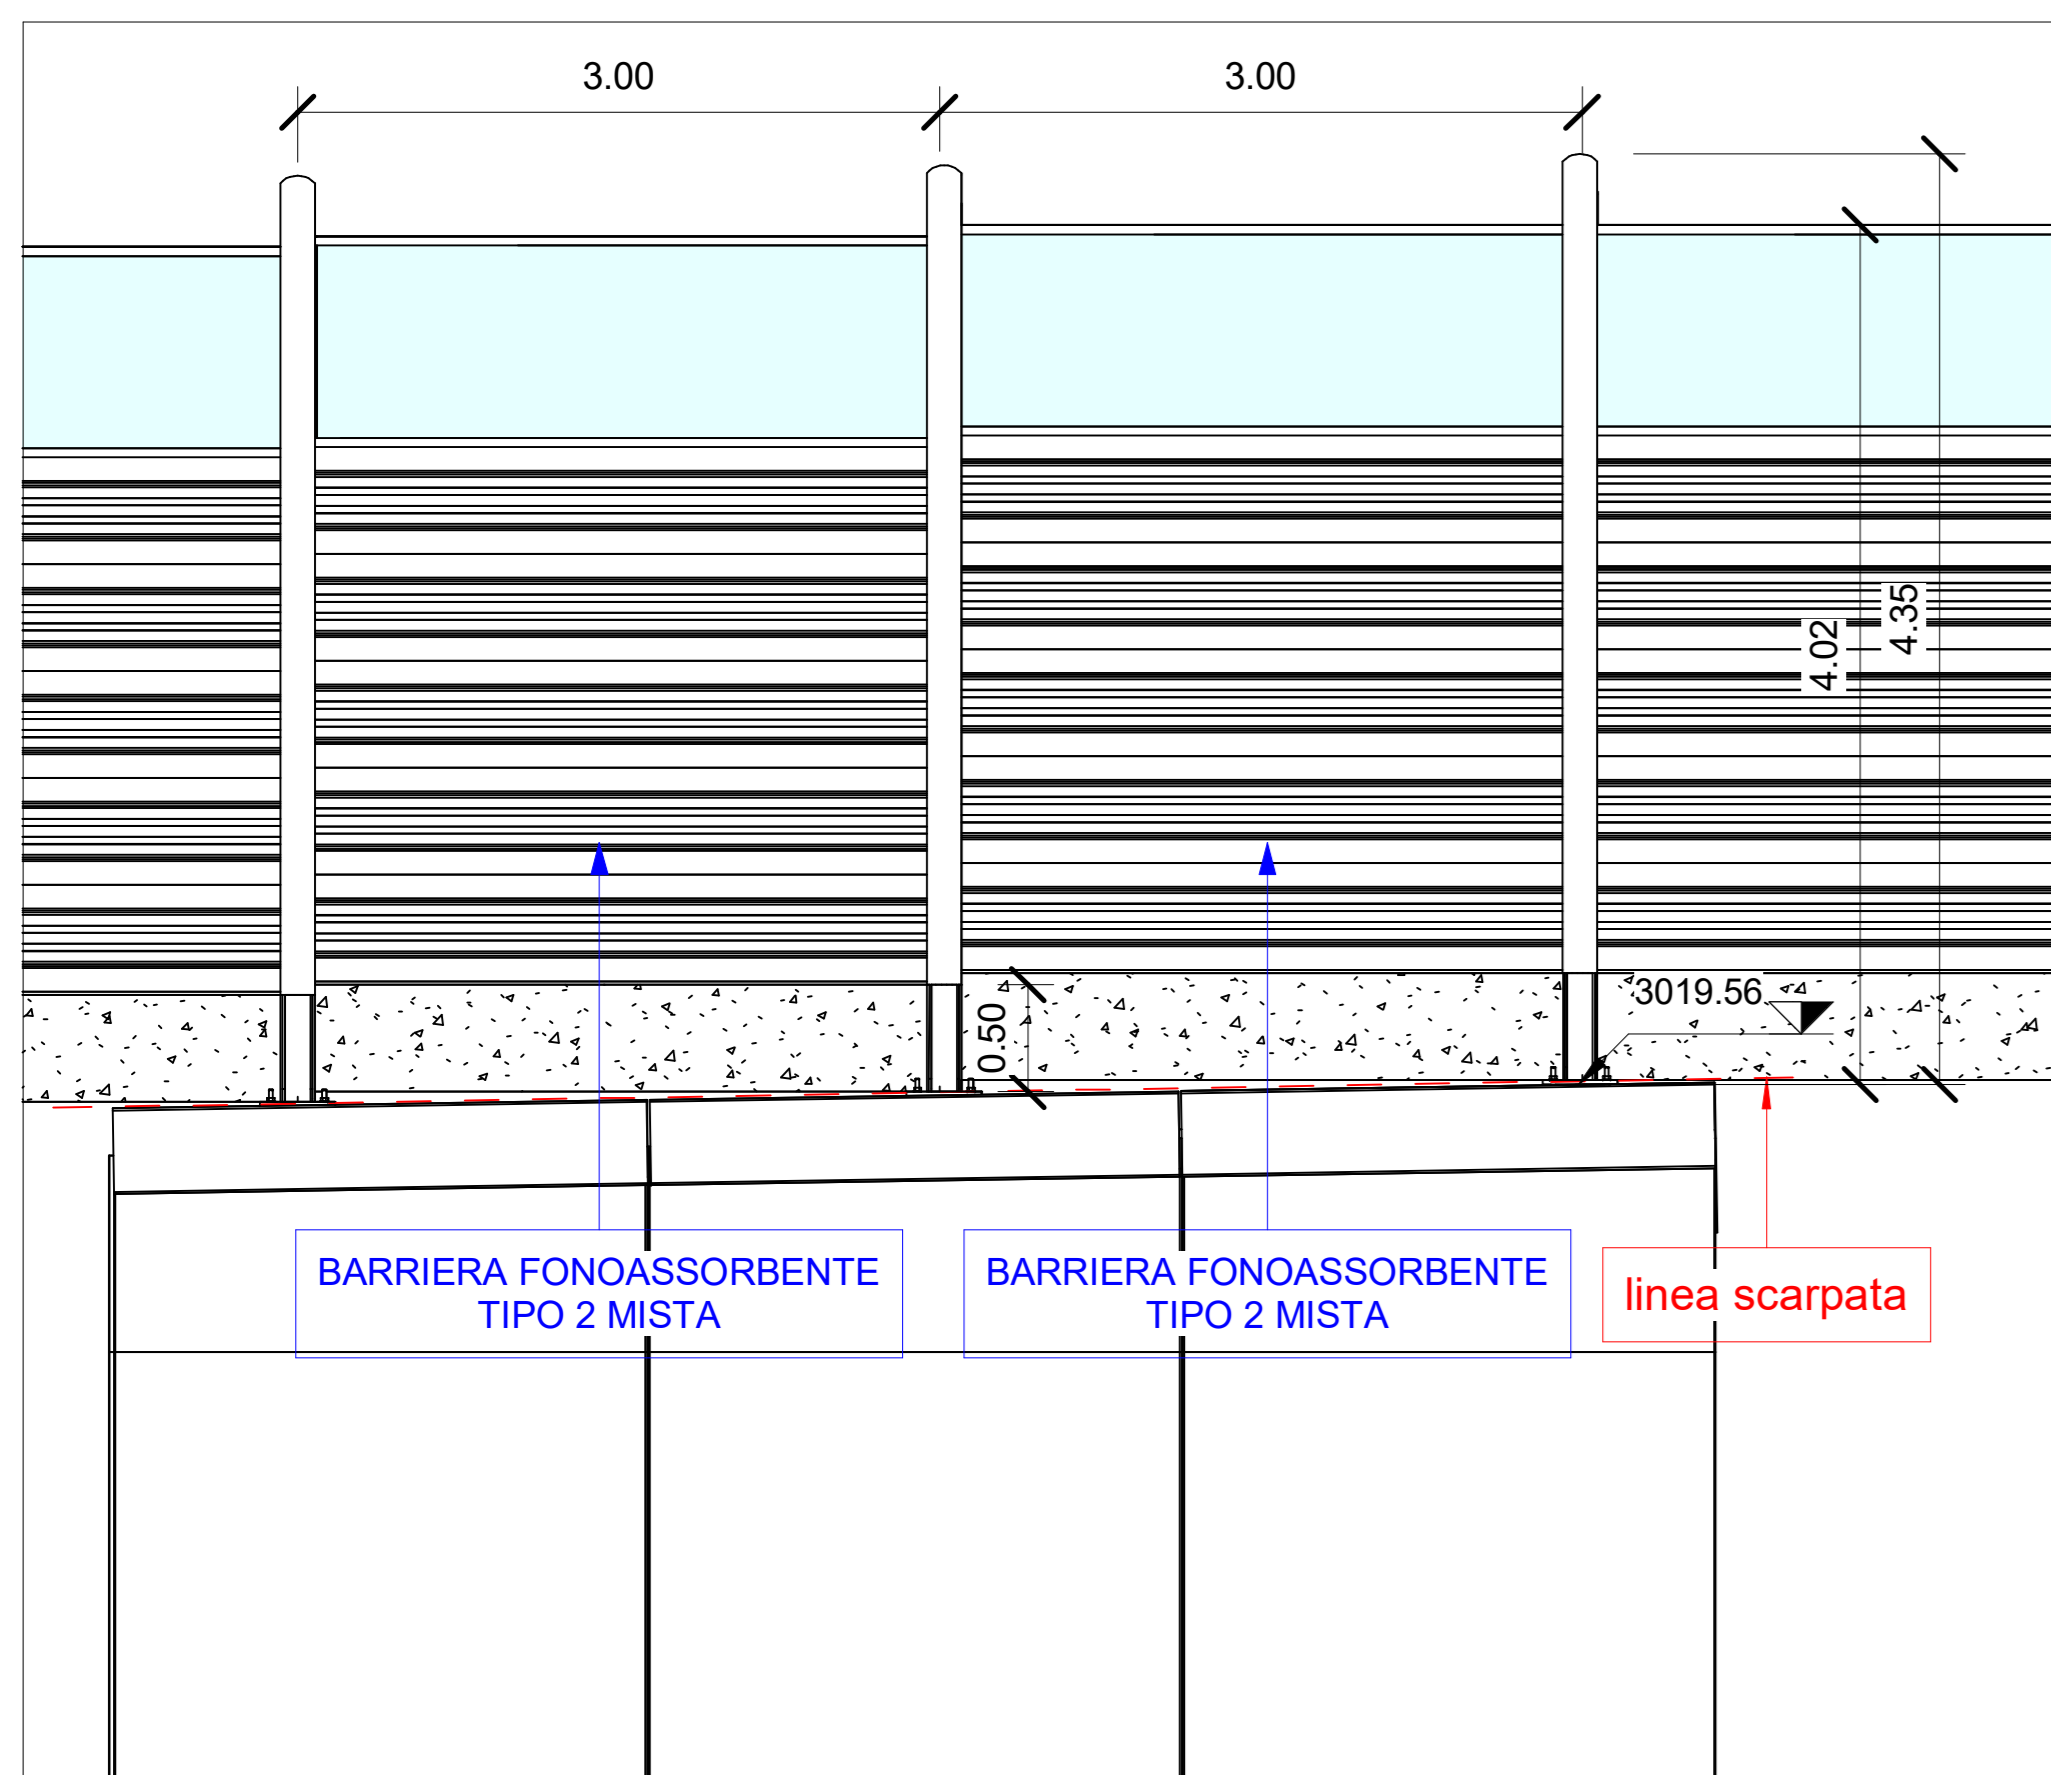 3.00
3.00
4.35
4.02
3019.56
0.50
BARRIERA FONOASSORBENTE
TIPO 2 MISTA
BARRIERA FONOASSORBENTE
TIPO 2 MISTA
linea scarpata